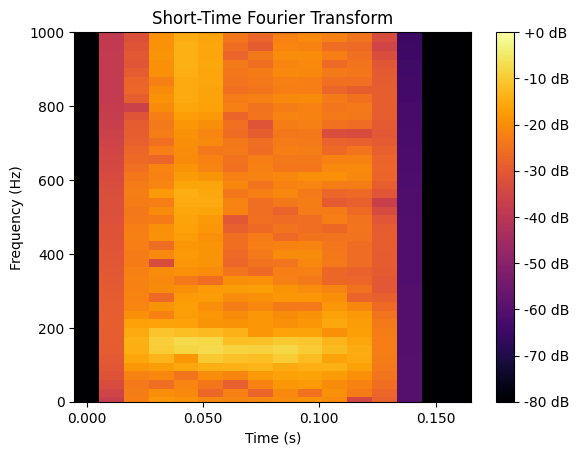 Short-Time Fourier Transform
Frequency (Hz)
1000
800
600
400
200
0
0.000
0.050
0.100
0.150
Time (s)
+0 dB
-10 dB
-20 dB
-30 dB
-40 dB
-50 dB
-60 dB
-70 dB
-80 dB